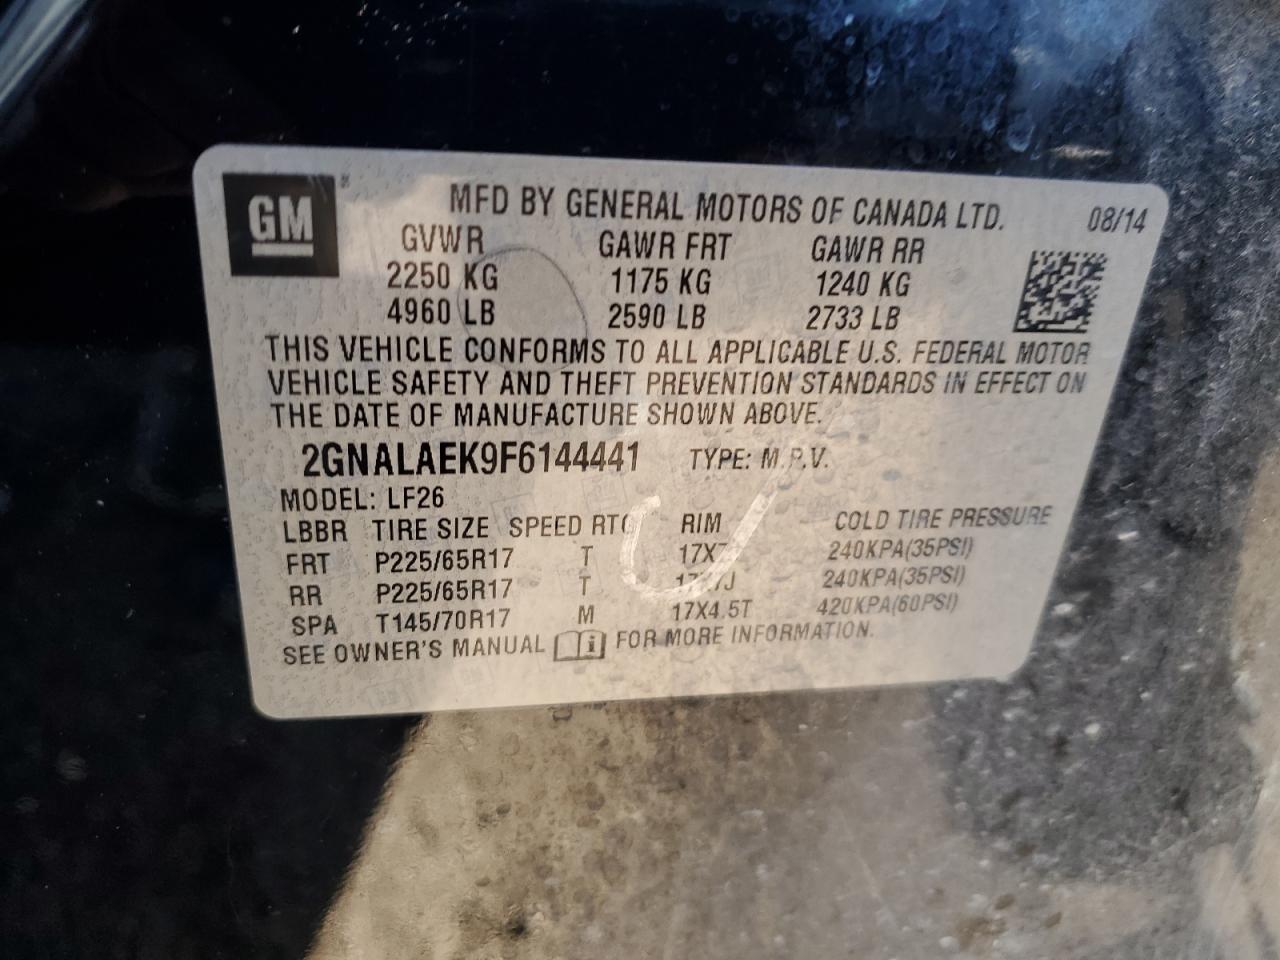 GM
MFD BY GENERAL MOTORS OF CANADA LTD. 08/14
GVWR GAWR FRT GAWR RR
2250 KG 1175 KG 1240 KG
4960 LB 2590 LB 2733 LB
THIS VEHICLE CONFORMS TO ALL APPLICABLE U.S. FEDERAL MOTOR
VEHICLE SAFETY AND THEFT PREVENTION STANDARDS IN EFFECT ON
THE DATE OF MANUFACTURE SHOWN ABOVE.
2GNALAEK9F6144441 TYPE: M.P.V.
MODEL: LF26
LBBR TIRE SIZE SPEED RTG RIM COLD TIRE PRESSURE
FRT P225/65R17 T 240KPA(35PSI)
RR P225/65R17 T 17X7J 240KPA(35PSI)
SPA T145/70R17 M 17X4.5T 420KPA(60PSI)
SEE OWNER'S MANUAL FOR MORE INFORMATION.